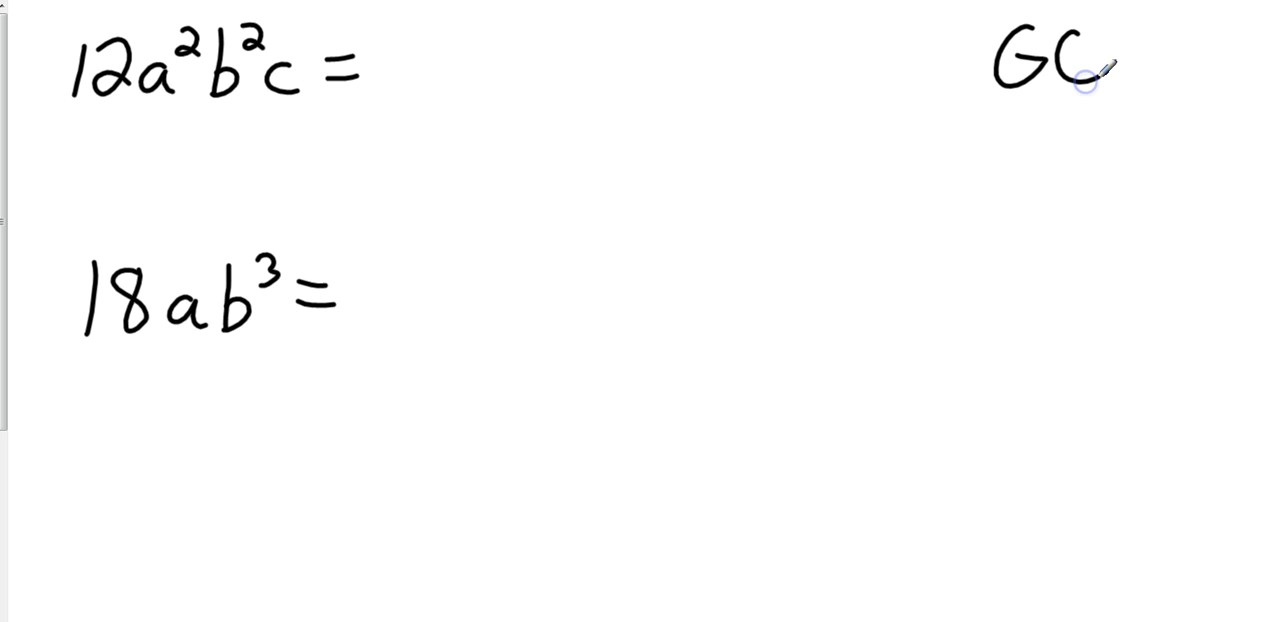 12a²b²c = GC
18ab³ =